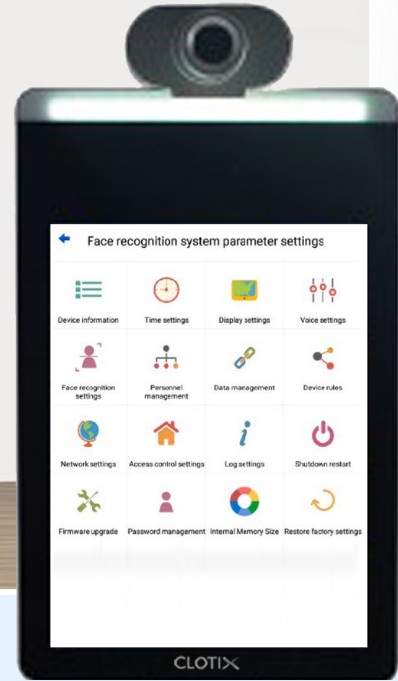 Face recognition system parameter settings
Device information
Time settings
Display settings
Voice settings
Face recognition
settings
Personnel
management
Data management
Device rules
Network settings
Access control settings
Log settings
Shutdown restart
Firmware upgrade
Password management
Internal Memory Size
Restore factory settings
CLOTIX